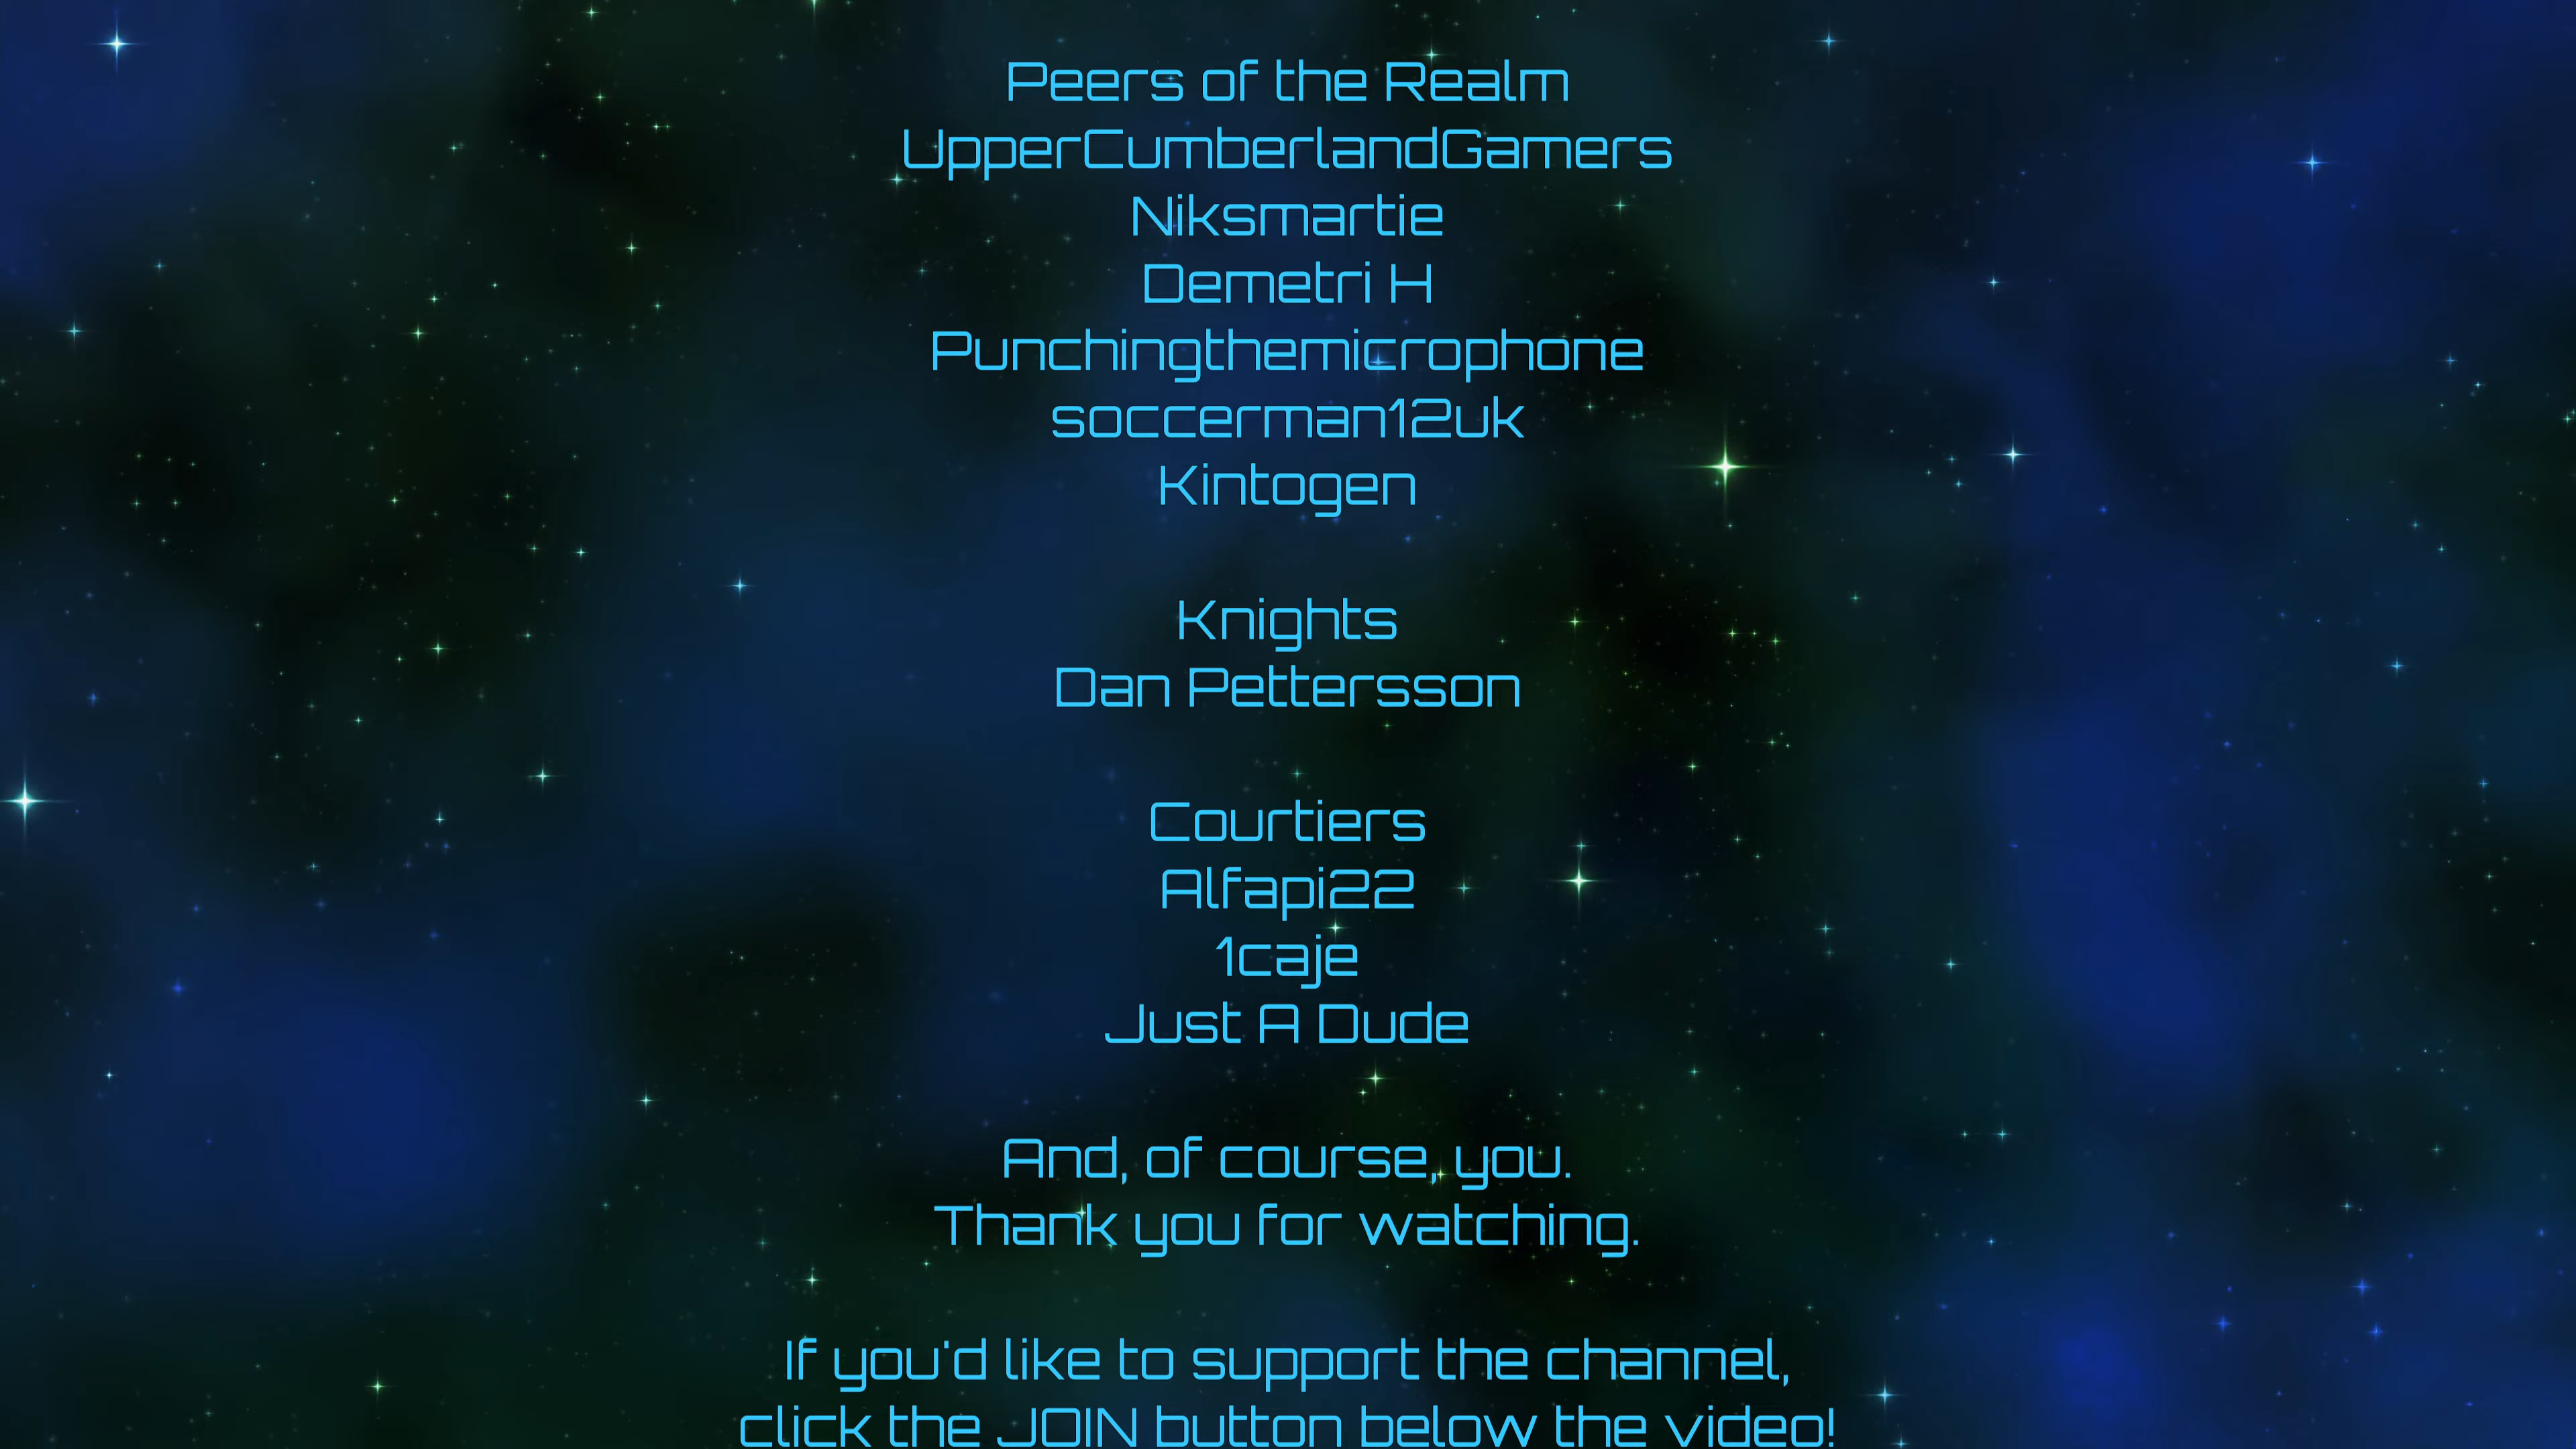 Peers of the Realm
UpperCumberlandGamers
Niksmartie
Demetri H
Punchingthemicrophone
soccerman12uk
Kintogen
Knights
Dan Pettersson
Courtiers
Alfapi22
1caje
Just A Dude
And, of course, you.
Thank you for watching.
If you'd like to support the channel,
click the JOIN button below the video!